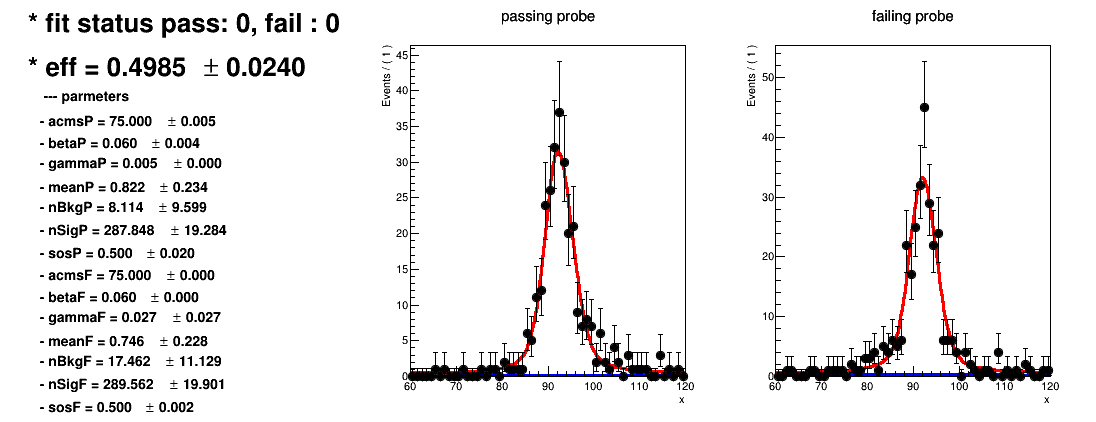 * fit status pass: 0, fail : 0
* eff = 0.4985 ± 0.0240
--- parmeters
- acmsP = 75.000 ± 0.005
- betaP = 0.060 ± 0.004
- gammaP = 0.005 ± 0.000
- meanP = 0.822 ± 0.234
- nBkgP = 8.114 ± 9.599
- nSigP = 287.848 ± 19.284
- sosP = 0.500 ± 0.020
- acmsF = 75.000 ± 0.000
- betaF = 0.060 ± 0.000
- gammaF = 0.027 ± 0.027
- meanF = 0.746 ± 0.228
- nBkgF = 17.462 ± 11.129
- nSigF = 289.562 ± 19.901
- sosF = 0.500 ± 0.002
passing probe
Events / ( 1 )
45
40
35
30
25
20
15
10
5
0
60 70 80 90 100 110 120
x
failing probe
Events / ( 1 )
50
40
30
20
10
0
60 70 80 90 100 110 120
x